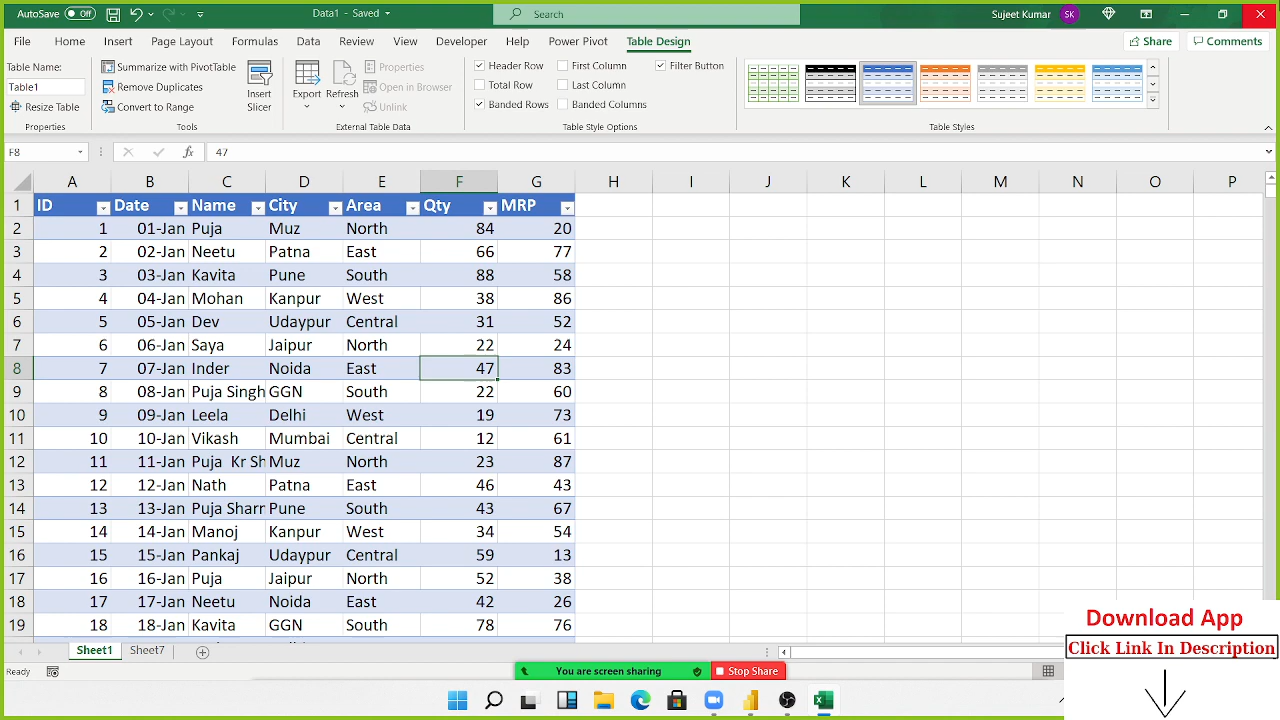 AutoSave Off Data1 - Saved Search Sujeet Kumar SK
File Home Insert Page Layout Formulas Data Review View Developer Help Power Pivot Table Design Share Comments
Table Name:
Table1
Resize Table
Properties
Summarize with PivotTable
Remove Duplicates
Convert to Range
Tools
Insert
Slicer
Export
Refresh
Properties
Open in Browser
Unlink
External Table Data
Header Row First Column Filter Button
Total Row Last Column
Banded Rows Banded Columns
Table Style Options
Table Styles
F8 fx 47
A B C D E F G H I J K L M N O P
1 ID Date Name City Area Qty MRP
2 1 01-Jan Puja Muz North 84 20
3 2 02-Jan Neetu Patna East 66 77
4 3 03-Jan Kavita Pune South 88 58
5 4 04-Jan Mohan Kanpur West 38 86
6 5 05-Jan Dev Udaypur Central 31 52
7 6 06-Jan Saya Jaipur North 22 24
8 7 07-Jan Inder Noida East 47 83
9 8 08-Jan Puja Singh GGN South 22 60
10 9 09-Jan Leela Delhi West 19 73
11 10 10-Jan Vikash Mumbai Central 12 61
12 11 11-Jan Puja Kr Sh Muz North 23 87
13 12 12-Jan Nath Patna East 46 43
14 13 13-Jan Puja Sharr Pune South 43 67
15 14 14-Jan Manoj Kanpur West 34 54
16 15 15-Jan Pankaj Udaypur Central 59 13
17 16 16-Jan Puja Jaipur North 52 38
18 17 17-Jan Neetu Noida East 42 26
19 18 18-Jan Kavita GGN South 78 76
Sheet1 Sheet7
Ready
You are screen sharing Stop Share
Download App
Click Link In Description